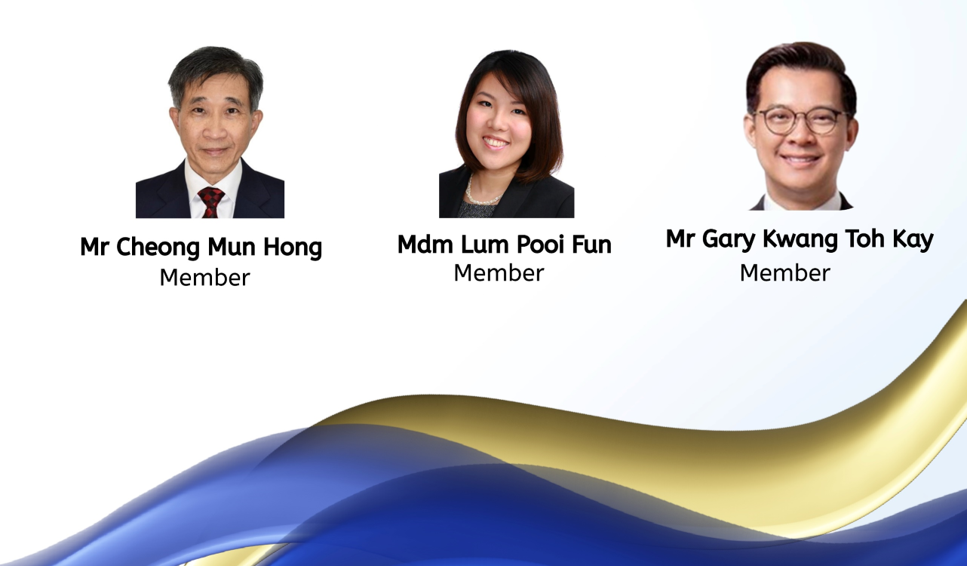 Mr Cheong Mun Hong
Member
Mdm Lum Pooi Fun
Member
Mr Gary Kwang Toh Kay
Member